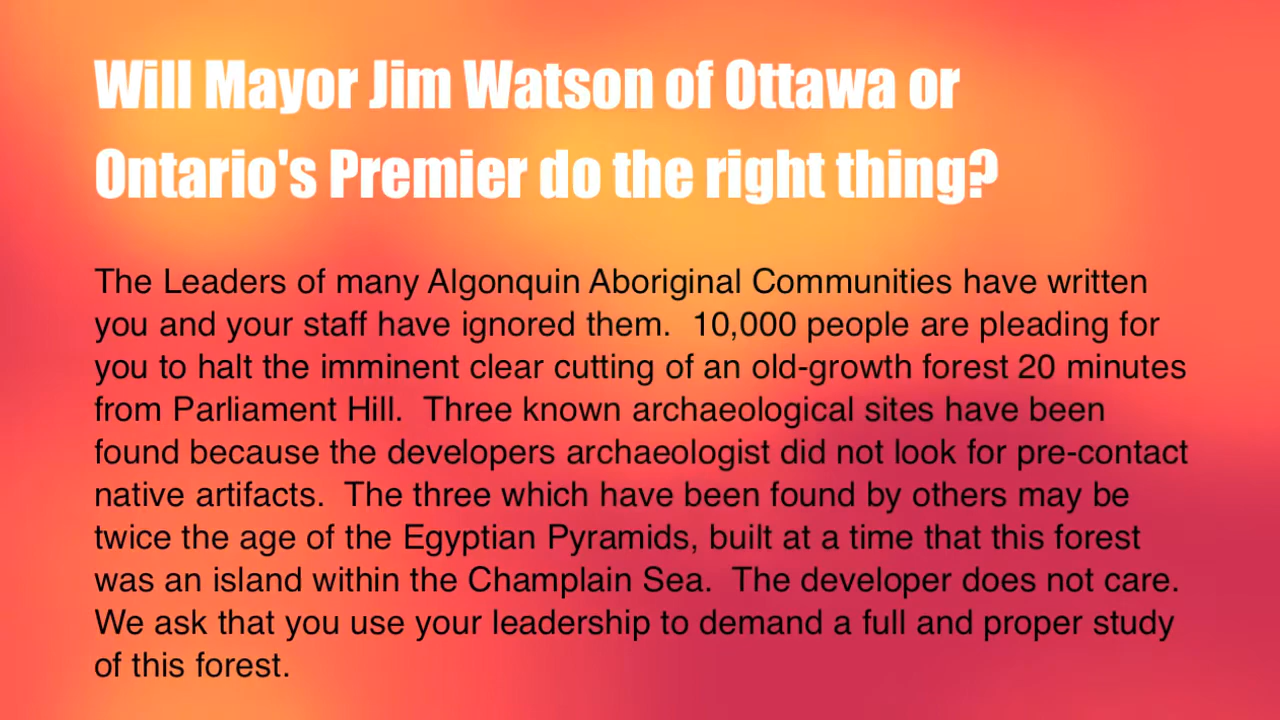 Will Mayor Jim Watson of Ottawa or
Ontario's Premier do the right thing?
The Leaders of many Algonquin Aboriginal Communities have written
you and your staff have ignored them.  10,000 people are pleading for
you to halt the imminent clear cutting of an old-growth forest 20 minutes
from Parliament Hill.  Three known archaeological sites have been
found because the developers archaeologist did not look for pre-contact
native artifacts.  The three which have been found by others may be
twice the age of the Egyptian Pyramids, built at a time that this forest
was an island within the Champlain Sea.  The developer does not care.
We ask that you use your leadership to demand a full and proper study
of this forest.